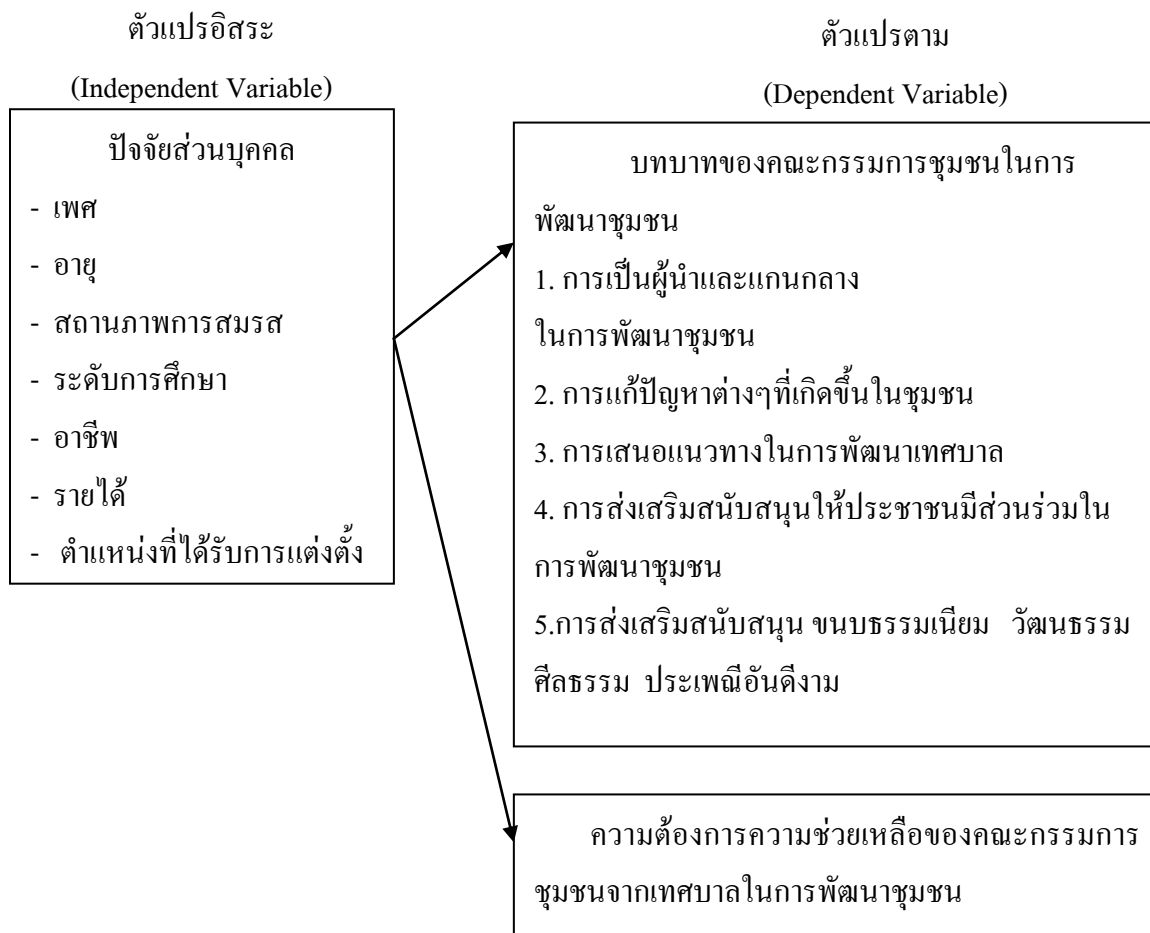 ตัวแปรอิสระ
(Independent Variable)
ปัจจัยส่วนบุคคล
- เพศ
- อายุ
- สถานภาพการสมรส
- ระดับการศึกษา
- อาชีพ
- รายได้
- ตำแหน่งที่ได้รับการแต่งตั้ง
ตัวแปรตาม
(Dependent Variable)
บทบาทของคณะกรรมการชุมชนในการ
พัฒนาชุมชน
1. การเป็นผู้นำและแกนกลาง
ในการพัฒนาชุมชน
2. การแก้ปัญหาต่างๆที่เกิดขึ้นในชุมชน
3. การเสนอแนวทางในการพัฒนาเทศบาล
4. การส่งเสริมสนับสนุนให้ประชาชนมีส่วนร่วมใน
การพัฒนาชุมชน
5.การส่งเสริมสนับสนุน ขนบธรรมเนียม วัฒนธรรม
ศีลธรรม ประเพณีอันดีงาม
ความต้องการความช่วยเหลือของคณะกรรมการ
ชุมชนจากเทศบาลในการพัฒนาชุมชน